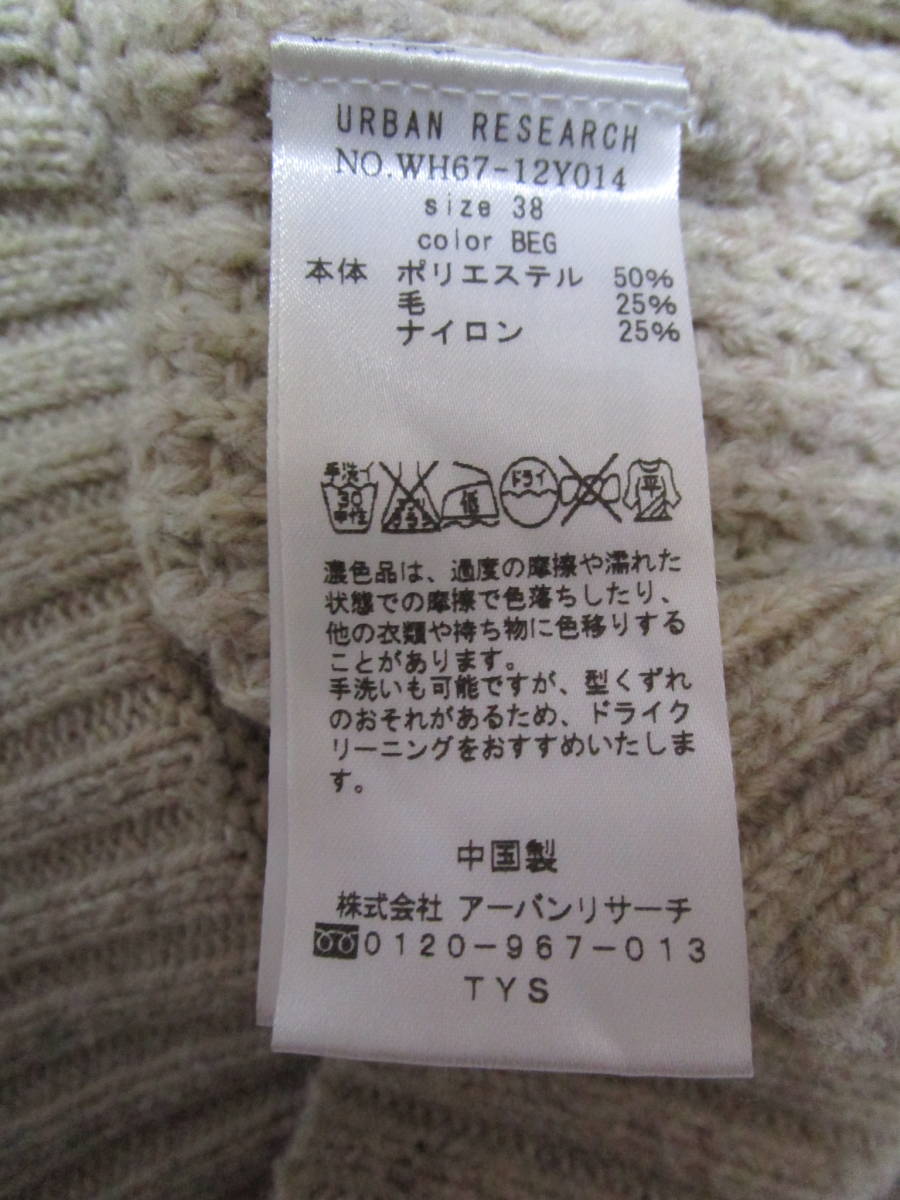 URBAN RESEARCH
NO.WH67-12Y014
size 38
color BEG
本体 ポリエステル 50%
毛 25%
ナイロン 25%
手洗イ 30 中性 低 ドライ 平
濃色品は、過度の摩擦や濡れた
状態での摩擦で色落ちしたり、
他の衣類や持ち物に色移りする
ことがあります。
手洗いも可能ですが、型くずれ
のおそれがあるため、ドライク
リーニングをおすすめいたしま
す。
中国製
株式会社 アーバンリサーチ
0120-967-013
TYS